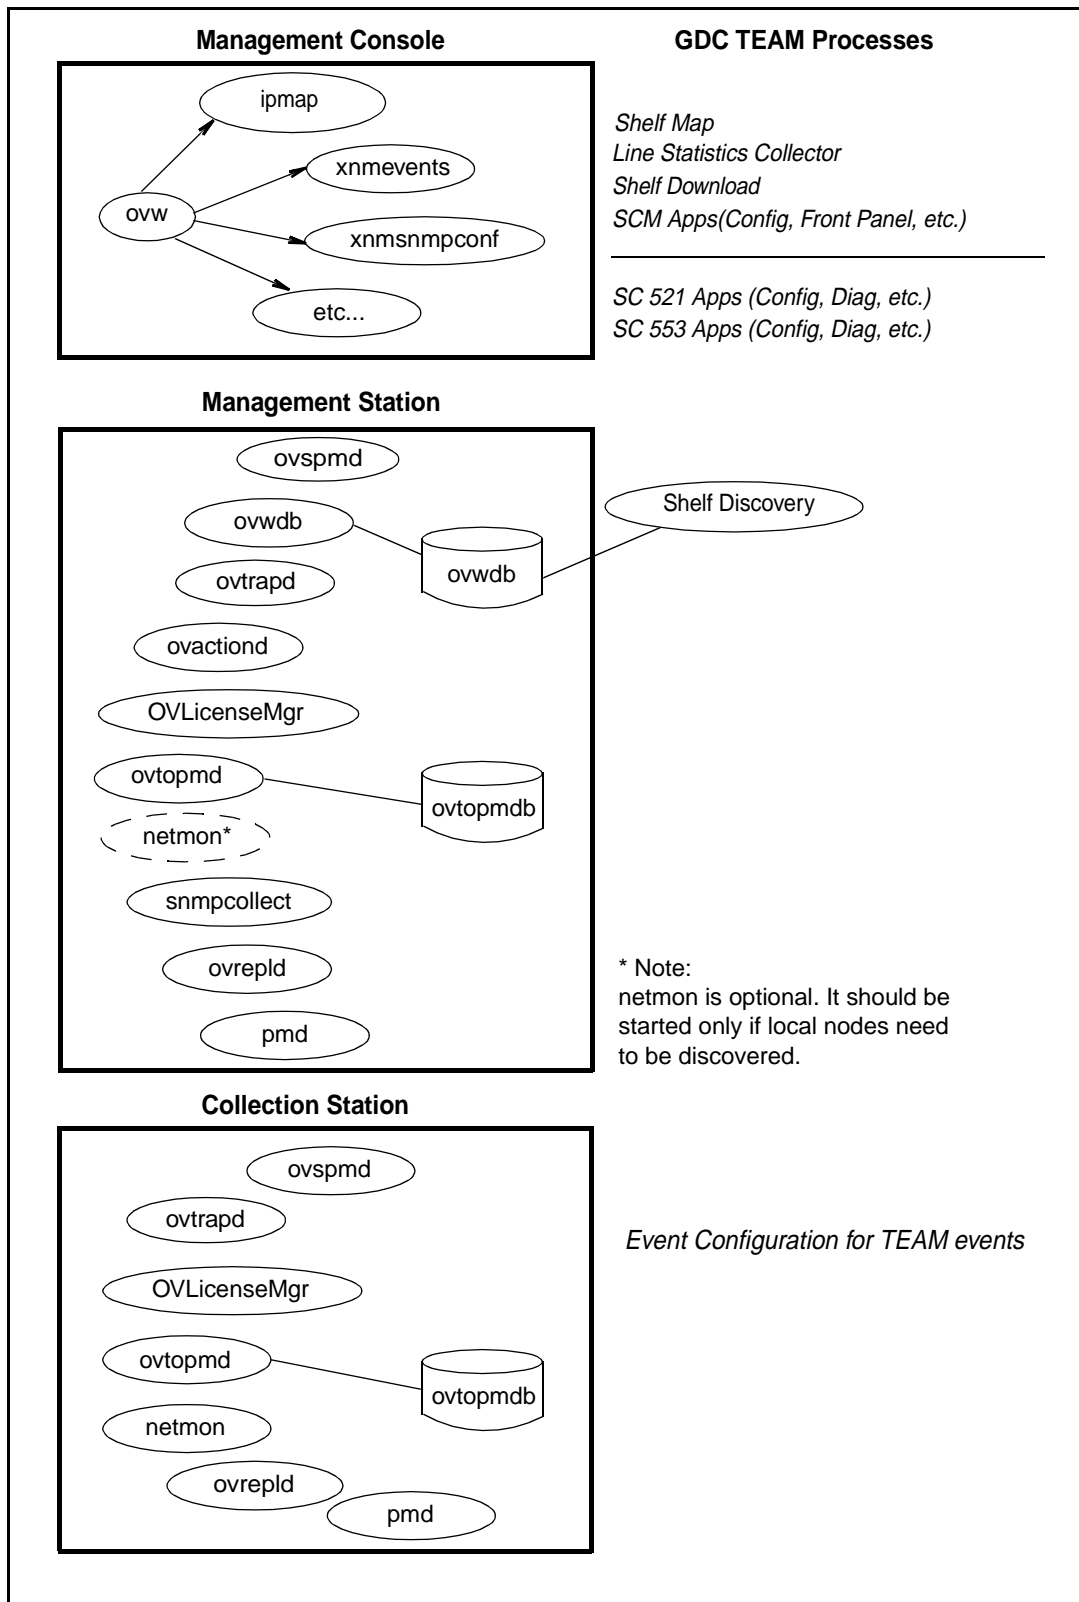 Management Console
GDC TEAM Processes
ipmap
xnmevents
ovw
xnmsnmpconf
etc...
Shelf Map
Line Statistics Collector
Shelf Download
SCM Apps(Config, Front Panel, etc.)
SC 521 Apps (Config, Diag, etc.)
SC 553 Apps (Config, Diag, etc.)
Management Station
ovspmd
ovwdb
ovwdb
Shelf Discovery
ovtrapd
ovactiond
OVLicenseMgr
ovtopmd
ovtopmdb
netmon*
snmpcollect
ovrepld
pmd
* Note:
netmon is optional. It should be
started only if local nodes need
to be discovered.
Collection Station
ovspmd
ovtrapd
Event Configuration for TEAM events
OVLicenseMgr
ovtopmd
ovtopmdb
netmon
ovrepld
pmd